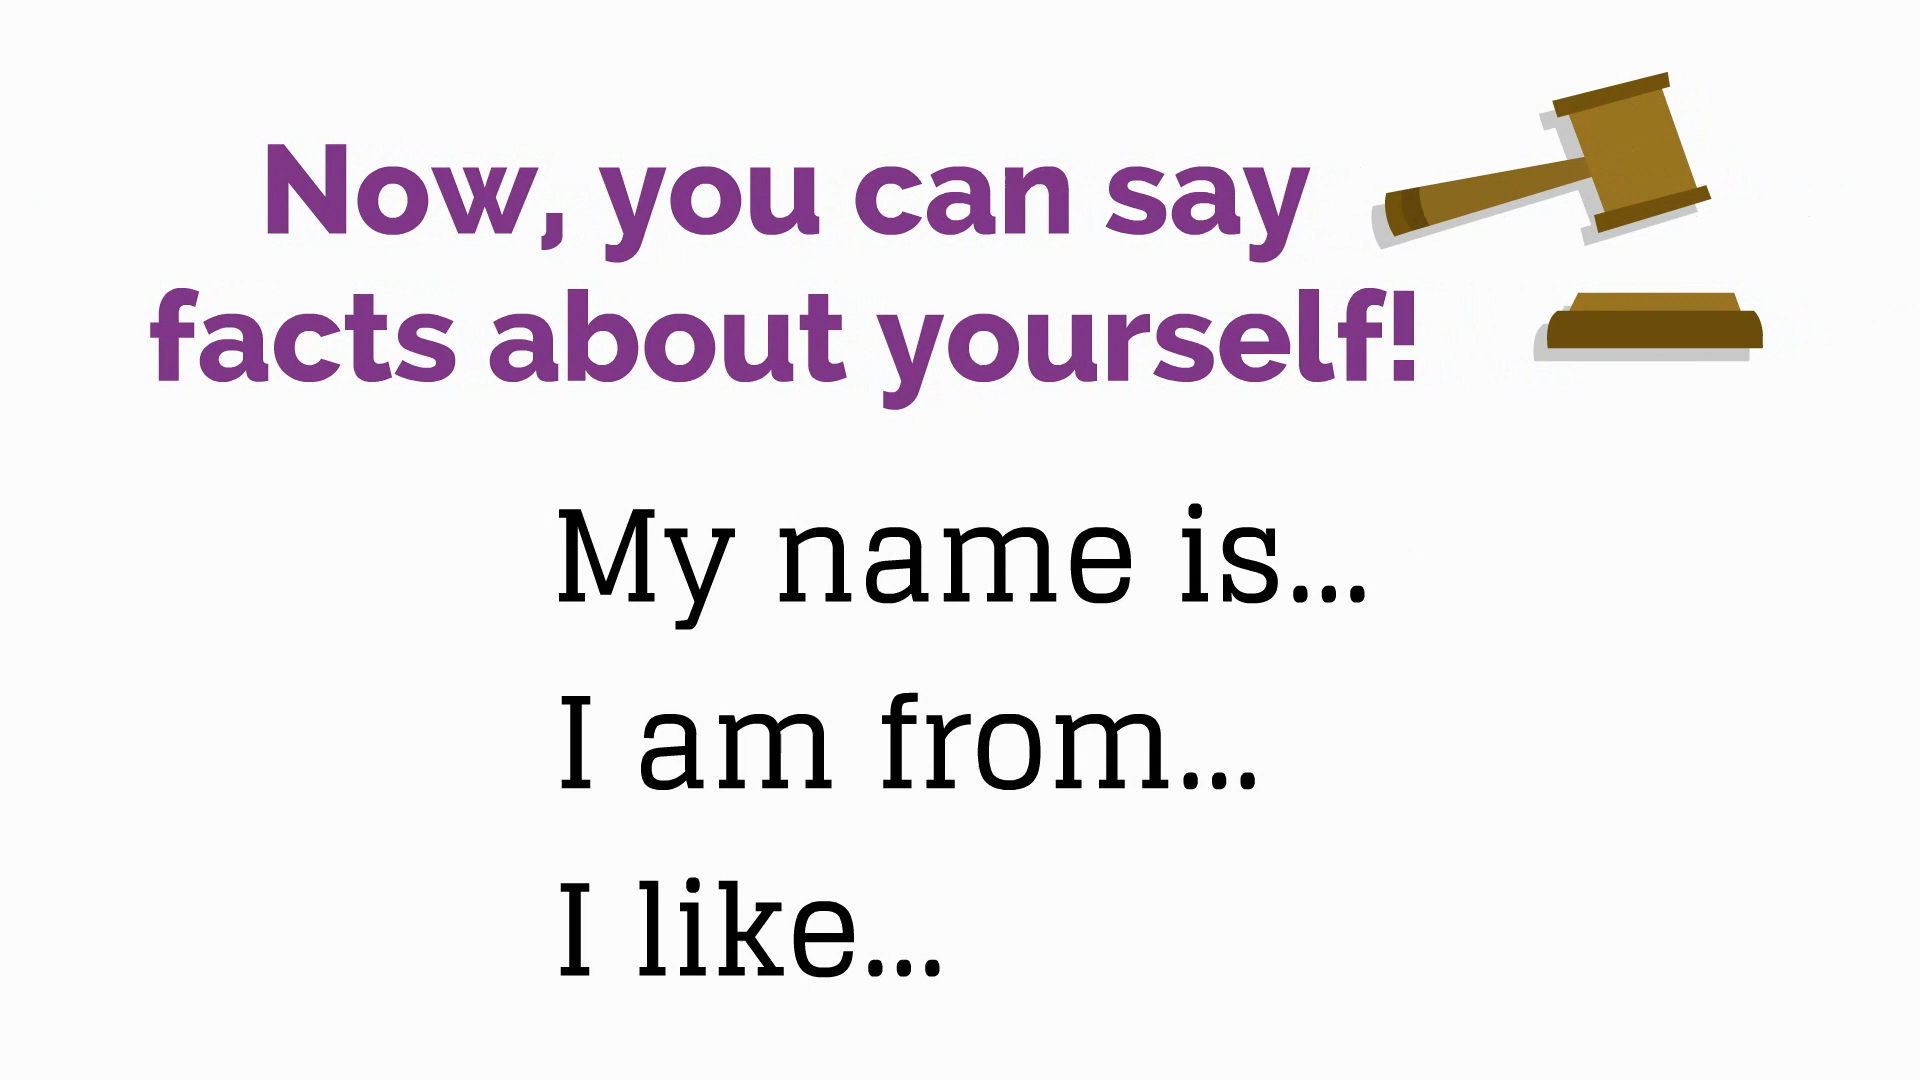 Now, you can say
facts about yourself!
My name is...
I am from...
I like...